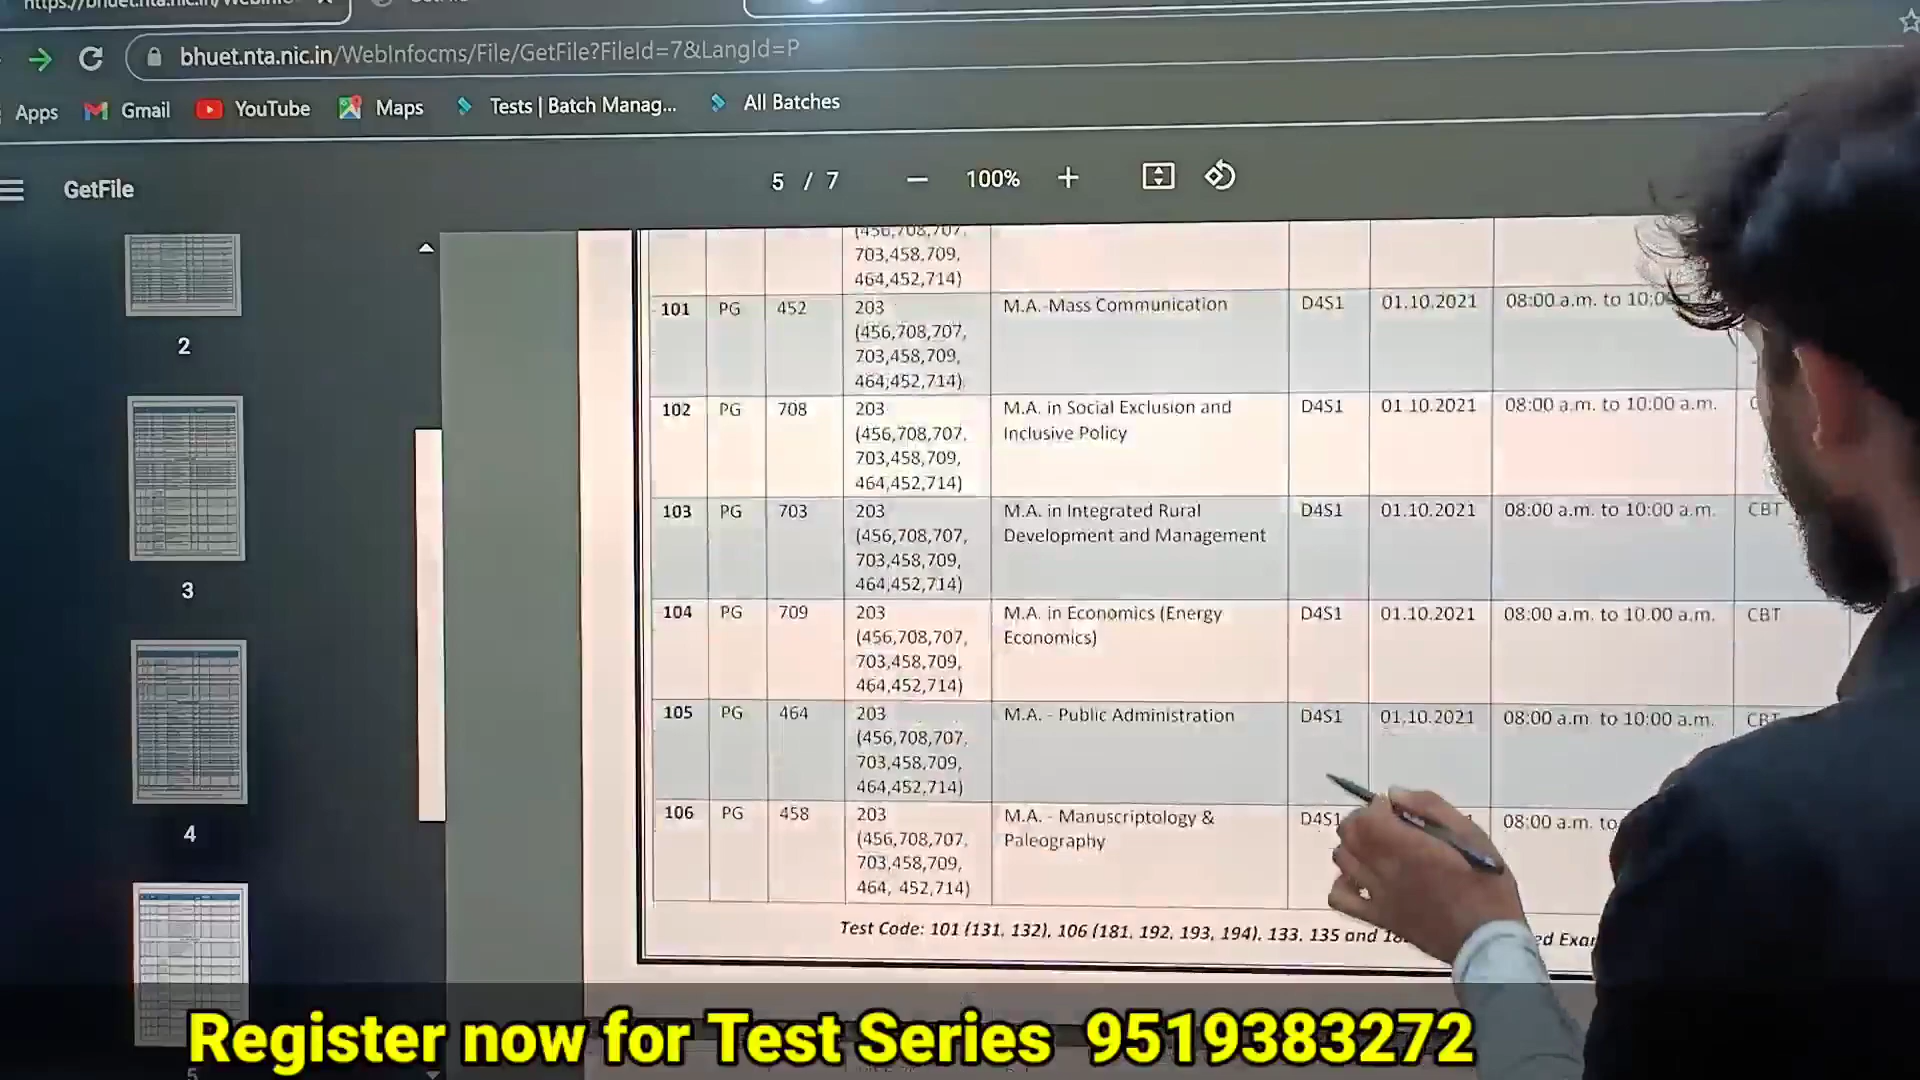 bhuet.nta.nic.in/WebInfocms/File/GetFile?FileId=7&LangId=P
Apps Gmail YouTube Maps Tests | Batch Manag... All Batches
GetFile 5 / 7 100%
(456,708,707,
703,458,709,
464,452,714)
101 PG 452 203 M.A.-Mass Communication D4S1 01.10.2021 08:00 a.m. to
(456,708,707,
703,458,709,
464,452,714)
102 PG 708 203 M.A. in Social Exclusion and D4S1 01.10.2021 08:00 a.m. to 10:00 a.m.
(456,708,707, Inclusive Policy
703,458,709,
464,452,714)
103 PG 703 203 M.A. in Integrated Rural D4S1 01.10.2021 08:00 a.m. to 10:00 a.m. CBT
(456,708,707, Development and Management
703,458,709,
464,452,714)
104 PG 709 203 M.A. in Economics (Energy D4S1 01.10.2021 08:00 a.m. to 10.00 a.m. CBT
(456,708,707, Economics)
703,458,709,
464,452,714)
105 PG 464 203 M.A. - Public Administration D4S1 01.10.2021 08:00 a.m. to 10:00 a.m. CBT
(456,708,707,
703,458,709,
464,452,714)
106 PG 458 203 M.A. - Manuscriptology & D4S1 08:00 a.m. to
(456,708,707, Paleography
703,458,709,
464, 452,714)
Test Code: 101 (131, 132), 106 (181, 192, 193, 194), 133, 135 and
2
3
4
5
Register now for Test Series 9519383272